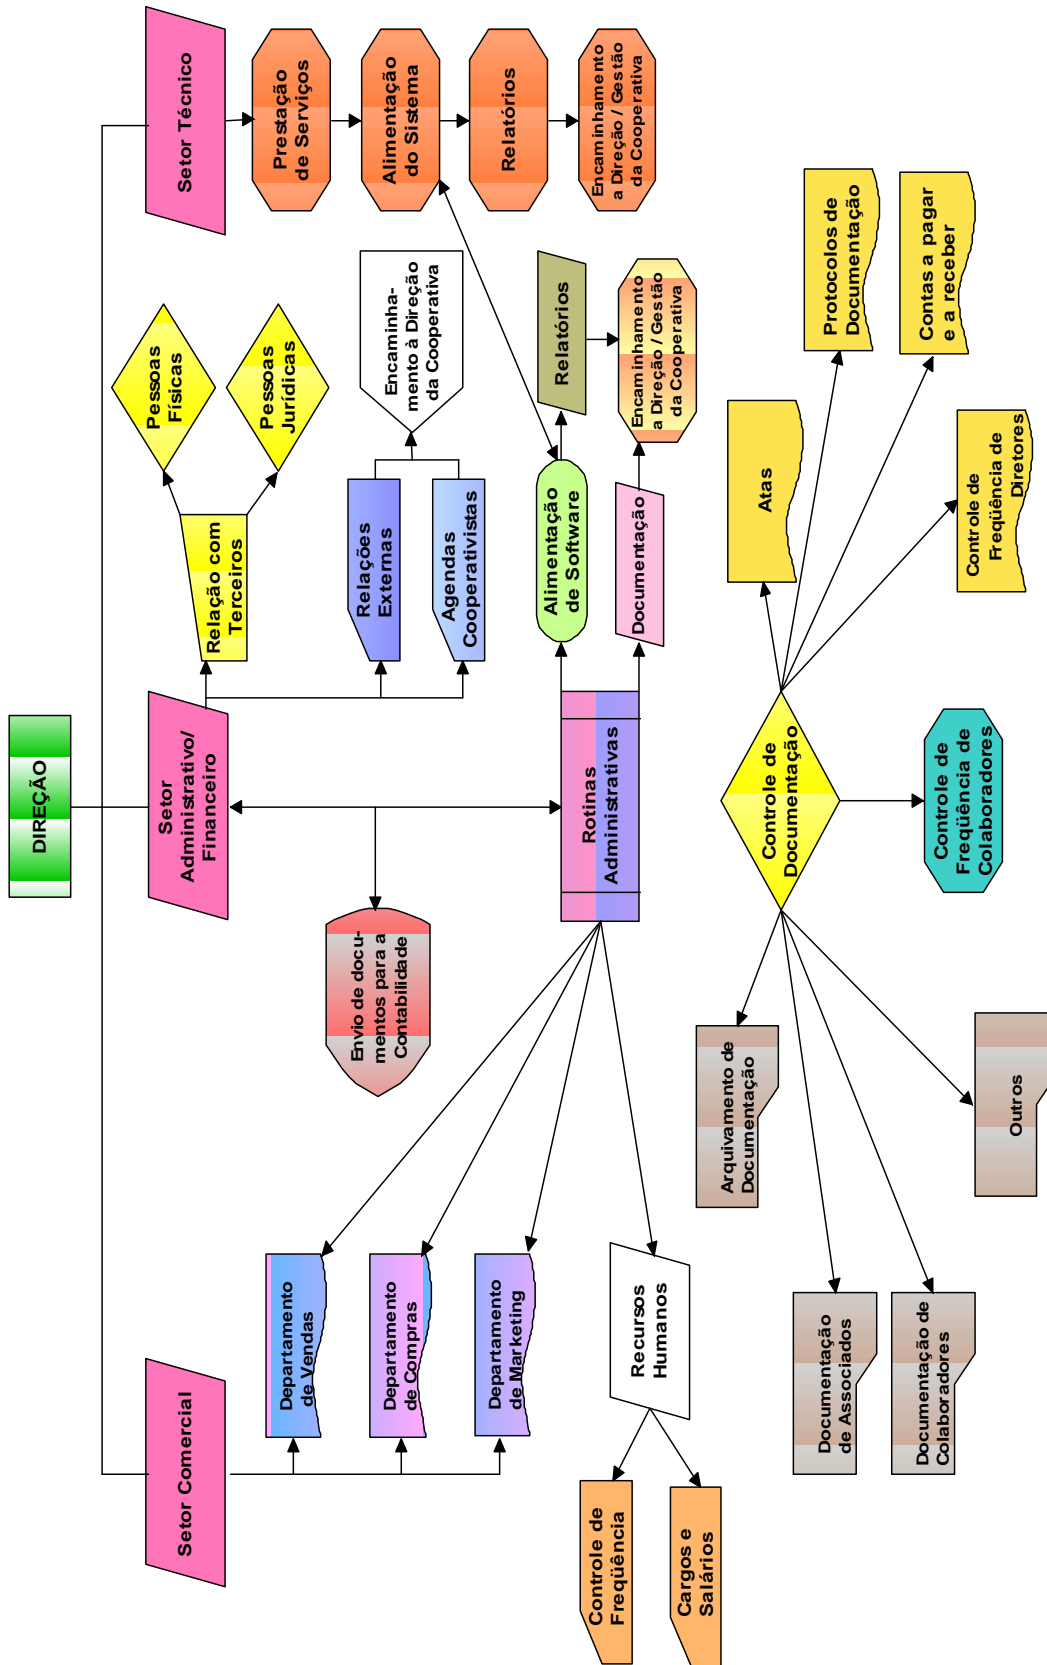 DIREÇÃO
Setor Comercial
Setor
Administrativo/
Financeiro
Setor Técnico
Departamento
de Vendas
Departamento
de Compras
Departamento
de Marketing
Envio de docu-
mentos para a
Contabilidade
Relação com
Terceiros
Pessoas
Físicas
Pessoas
Jurídicas
Relações
Externas
Agendas
Cooperativistas
Encaminha-
mento à Direção
da Cooperativa
Prestação
de Serviços
Alimentação
do Sistema
Relatórios
Encaminhamento
a Direção / Gestão
da Cooperativa
Rotinas
Administrativas
Alimentação
de Software
Relatórios
Documentação
Encaminhamento
a Direção / Gestão
da Cooperativa
Recursos
Humanos
Controle de
Freqüência
Cargos e
Salários
Controle de
Documentação
Arquivamento de
Documentação
Documentação
de Associados
Documentação de
Colaboradores
Outros
Controle de
Freqüência de
Colaboradores
Atas
Protocolos de
Documentação
Contas a pagar
e a receber
Controle de
Freqüência de
Diretores